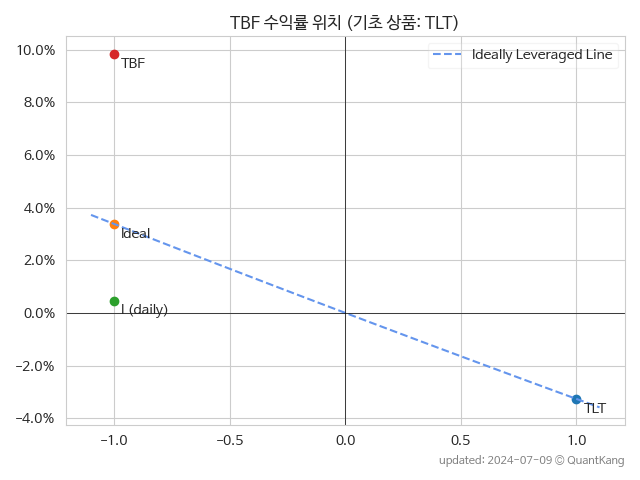 TBF 수익률 위치 (기초 상품: TLT)
10.0%
8.0%
6.0%
4.0%
2.0%
0.0%
−2.0%
−4.0%
Ideally Leveraged Line
TBF
Ideal
I (daily)
TLT
−1.0 −0.5 0.0 0.5 1.0
updated: 2024-07-09 © QuantKang